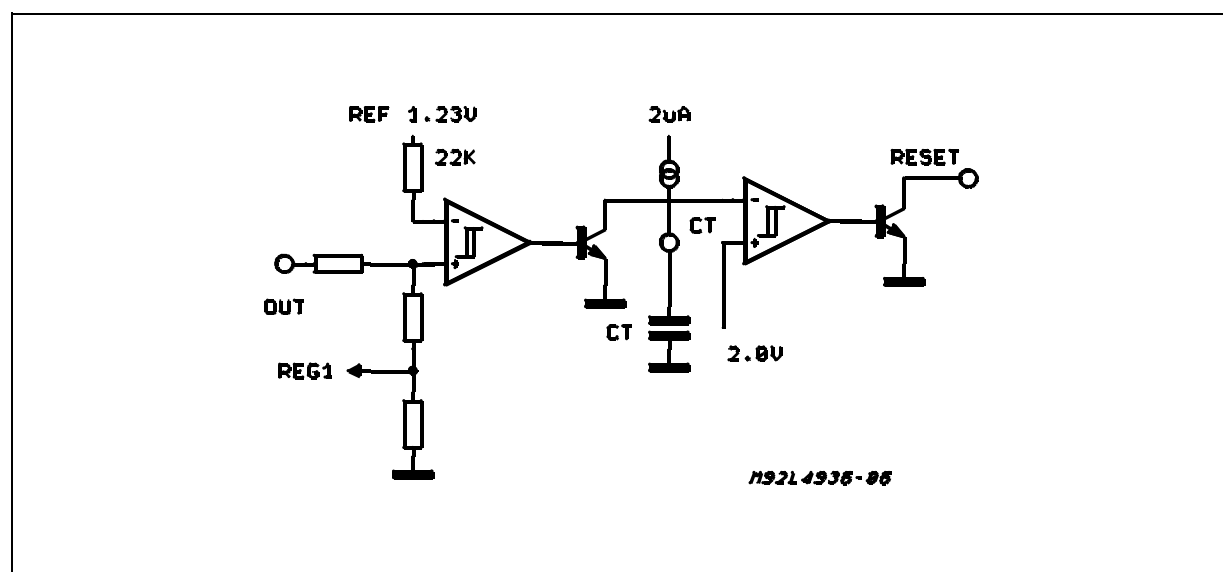 REF 1.23V
22K
2uA
RESET
CT
OUT
CT
2.0V
REG1
M92L4936-06